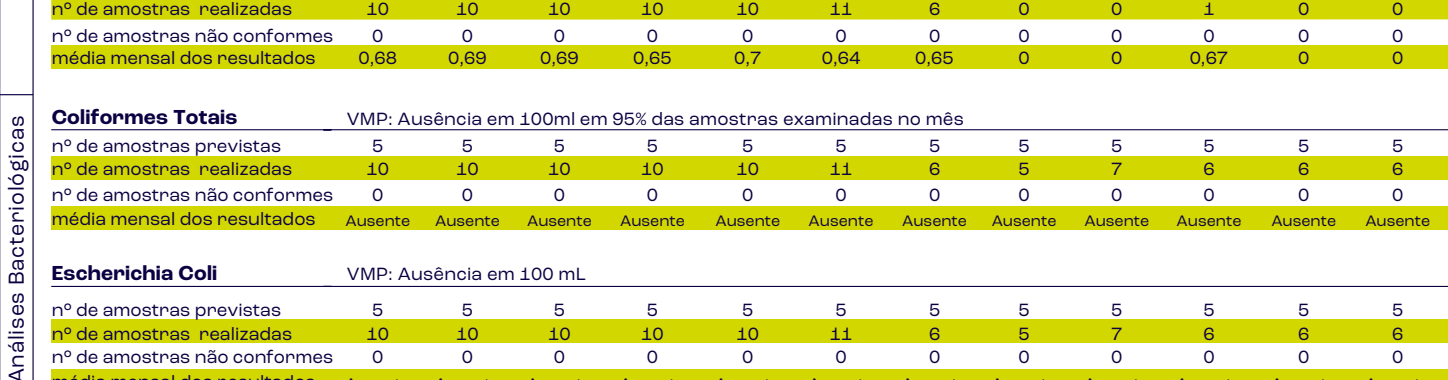 nº de amostras realizadas 10 10 10 10 10 11 6 0 0 1 0 0
nº de amostras não conformes 0 0 0 0 0 0 0 0 0 0 0 0
média mensal dos resultados 0,68 0,69 0,69 0,65 0,7 0,64 0,65 0 0 0,67 0 0
Análises Bacteriológicas
Coliformes Totais VMP: Ausência em 100ml em 95% das amostras examinadas no mês
nº de amostras previstas 5 5 5 5 5 5 5 5 5 5 5 5
nº de amostras realizadas 10 10 10 10 10 11 6 5 7 6 6 6
nº de amostras não conformes 0 0 0 0 0 0 0 0 0 0 0 0
média mensal dos resultados Ausente Ausente Ausente Ausente Ausente Ausente Ausente Ausente Ausente Ausente Ausente Ausente
Escherichia Coli VMP: Ausência em 100 mL
nº de amostras previstas 5 5 5 5 5 5 5 5 5 5 5 5
nº de amostras realizadas 10 10 10 10 10 11 6 5 7 6 6 6
nº de amostras não conformes 0 0 0 0 0 0 0 0 0 0 0 0